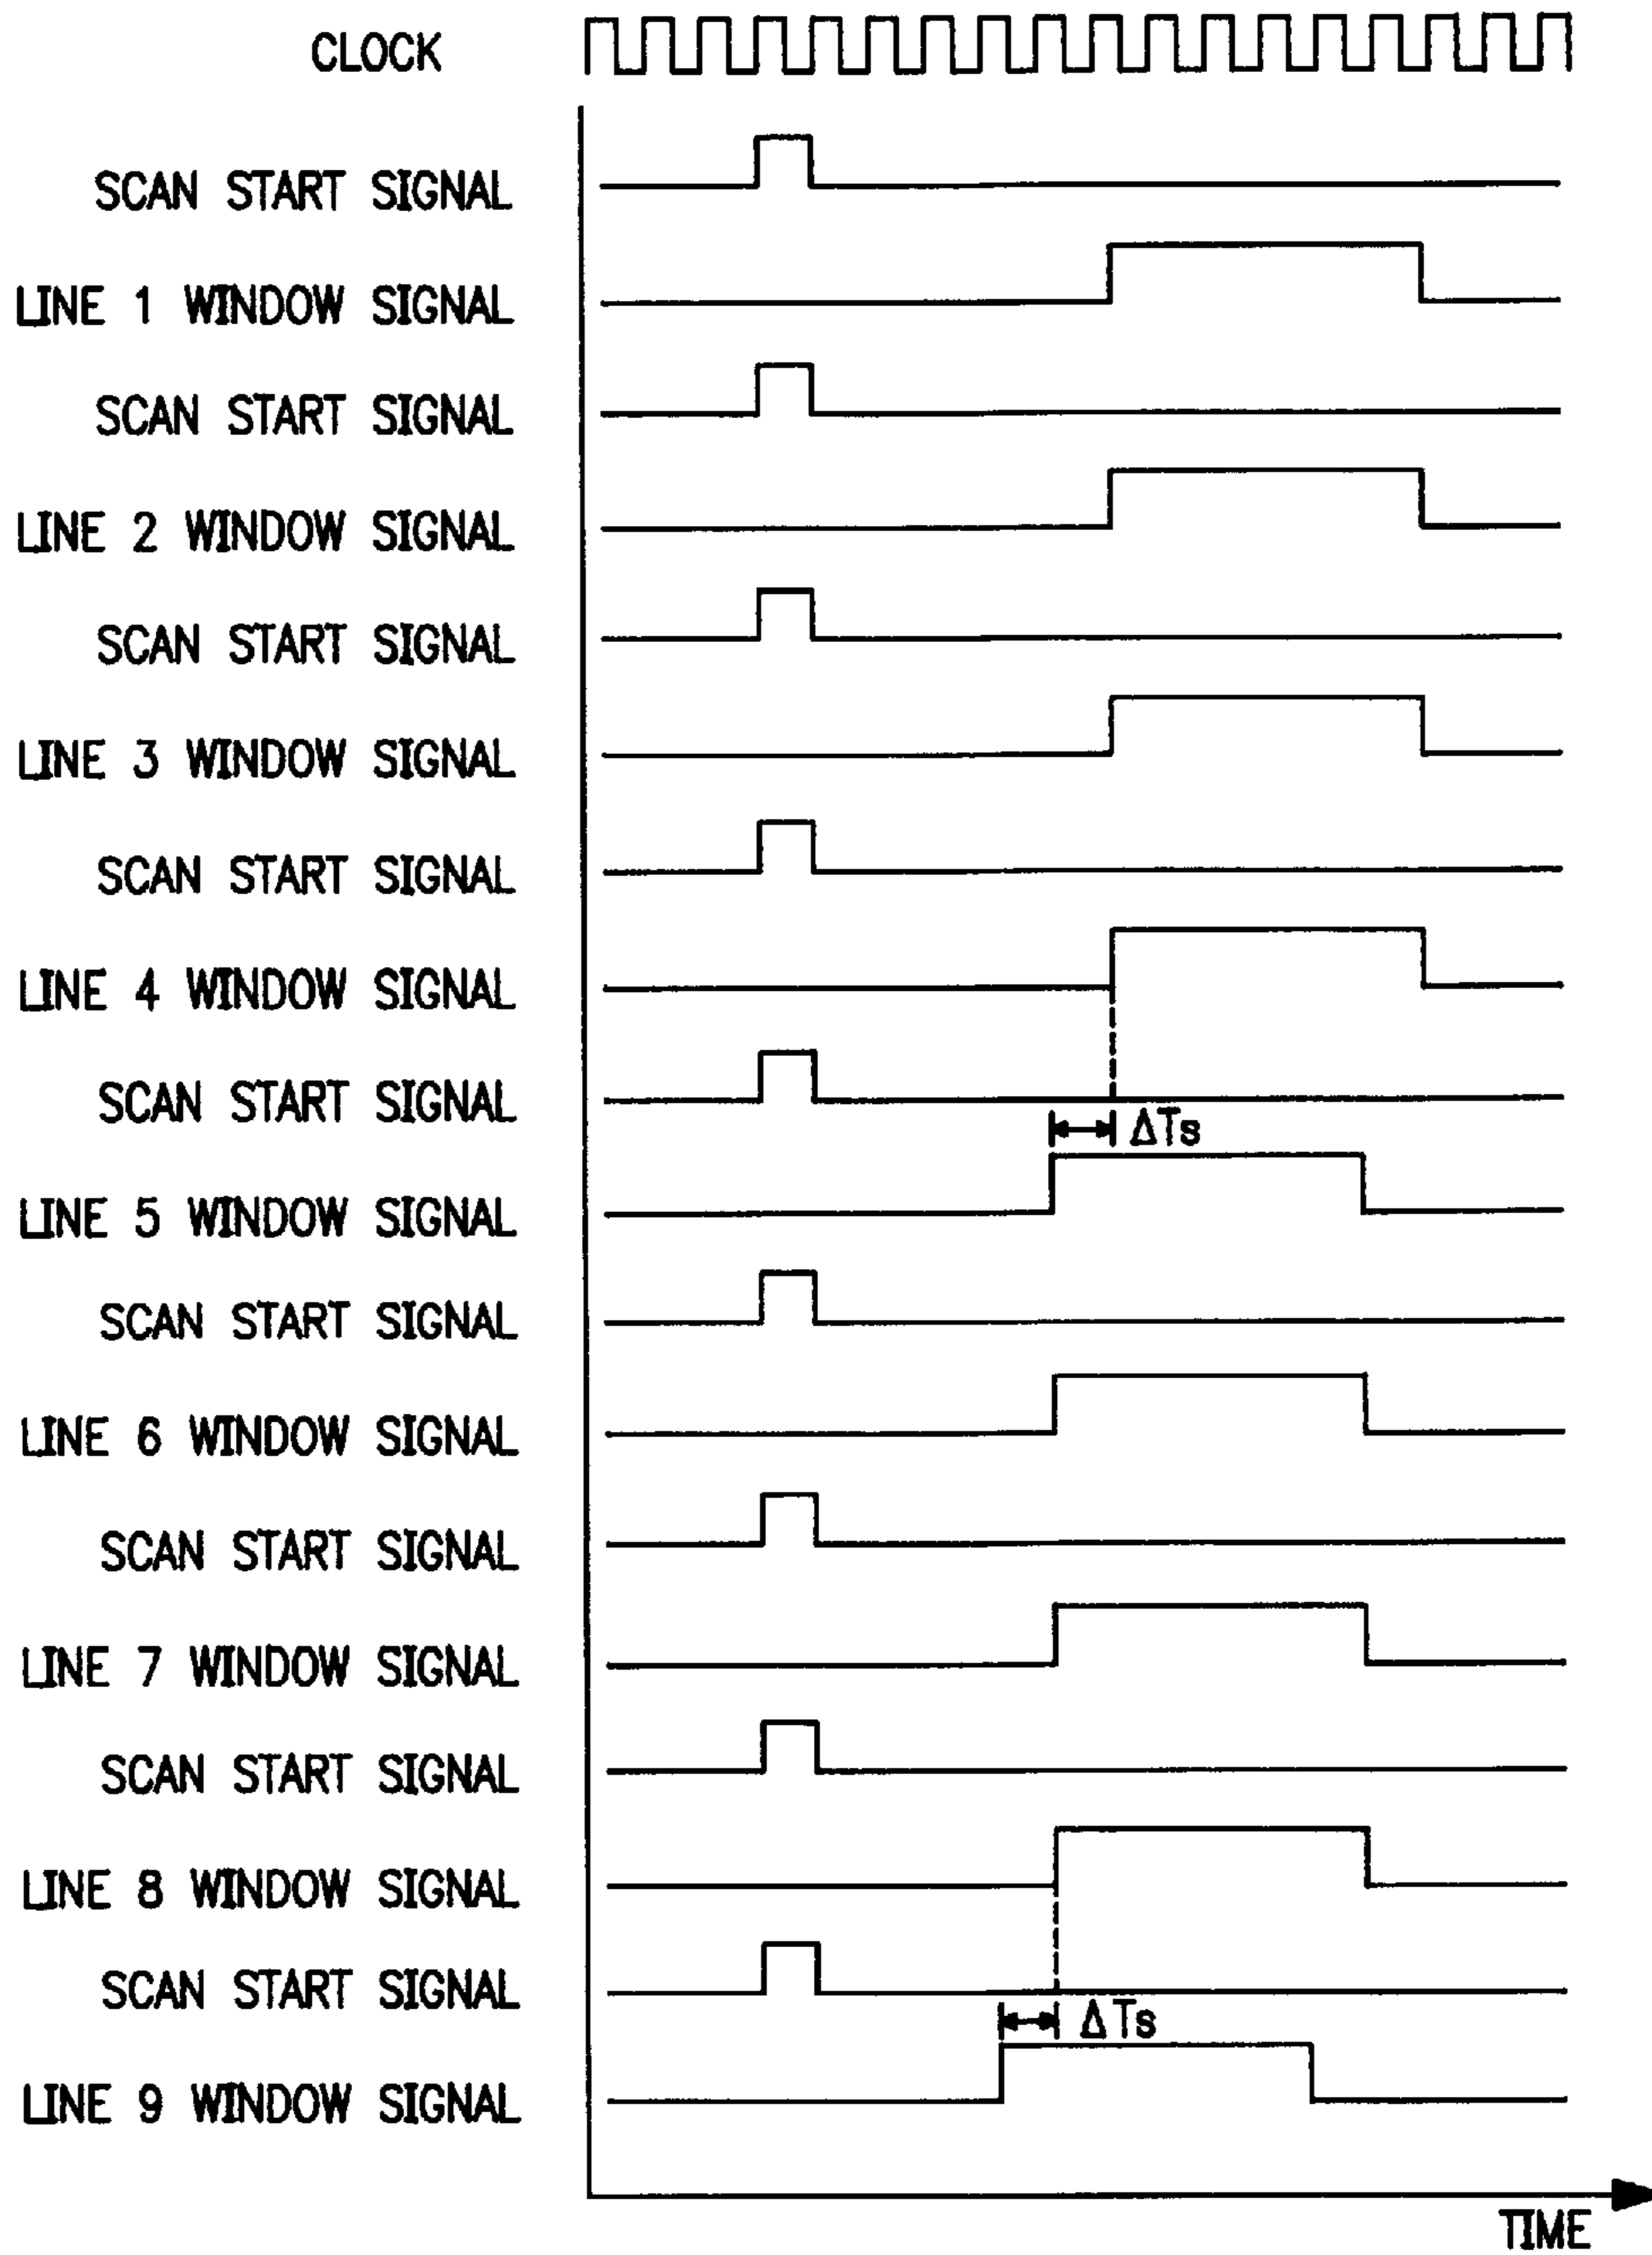 CLOCK
SCAN START SIGNAL
LINE 1 WINDOW SIGNAL
SCAN START SIGNAL
LINE 2 WINDOW SIGNAL
SCAN START SIGNAL
LINE 3 WINDOW SIGNAL
SCAN START SIGNAL
LINE 4 WINDOW SIGNAL
SCAN START SIGNAL
ΔTs
LINE 5 WINDOW SIGNAL
SCAN START SIGNAL
LINE 6 WINDOW SIGNAL
SCAN START SIGNAL
LINE 7 WINDOW SIGNAL
SCAN START SIGNAL
LINE 8 WINDOW SIGNAL
SCAN START SIGNAL
ΔTs
LINE 9 WINDOW SIGNAL
TIME